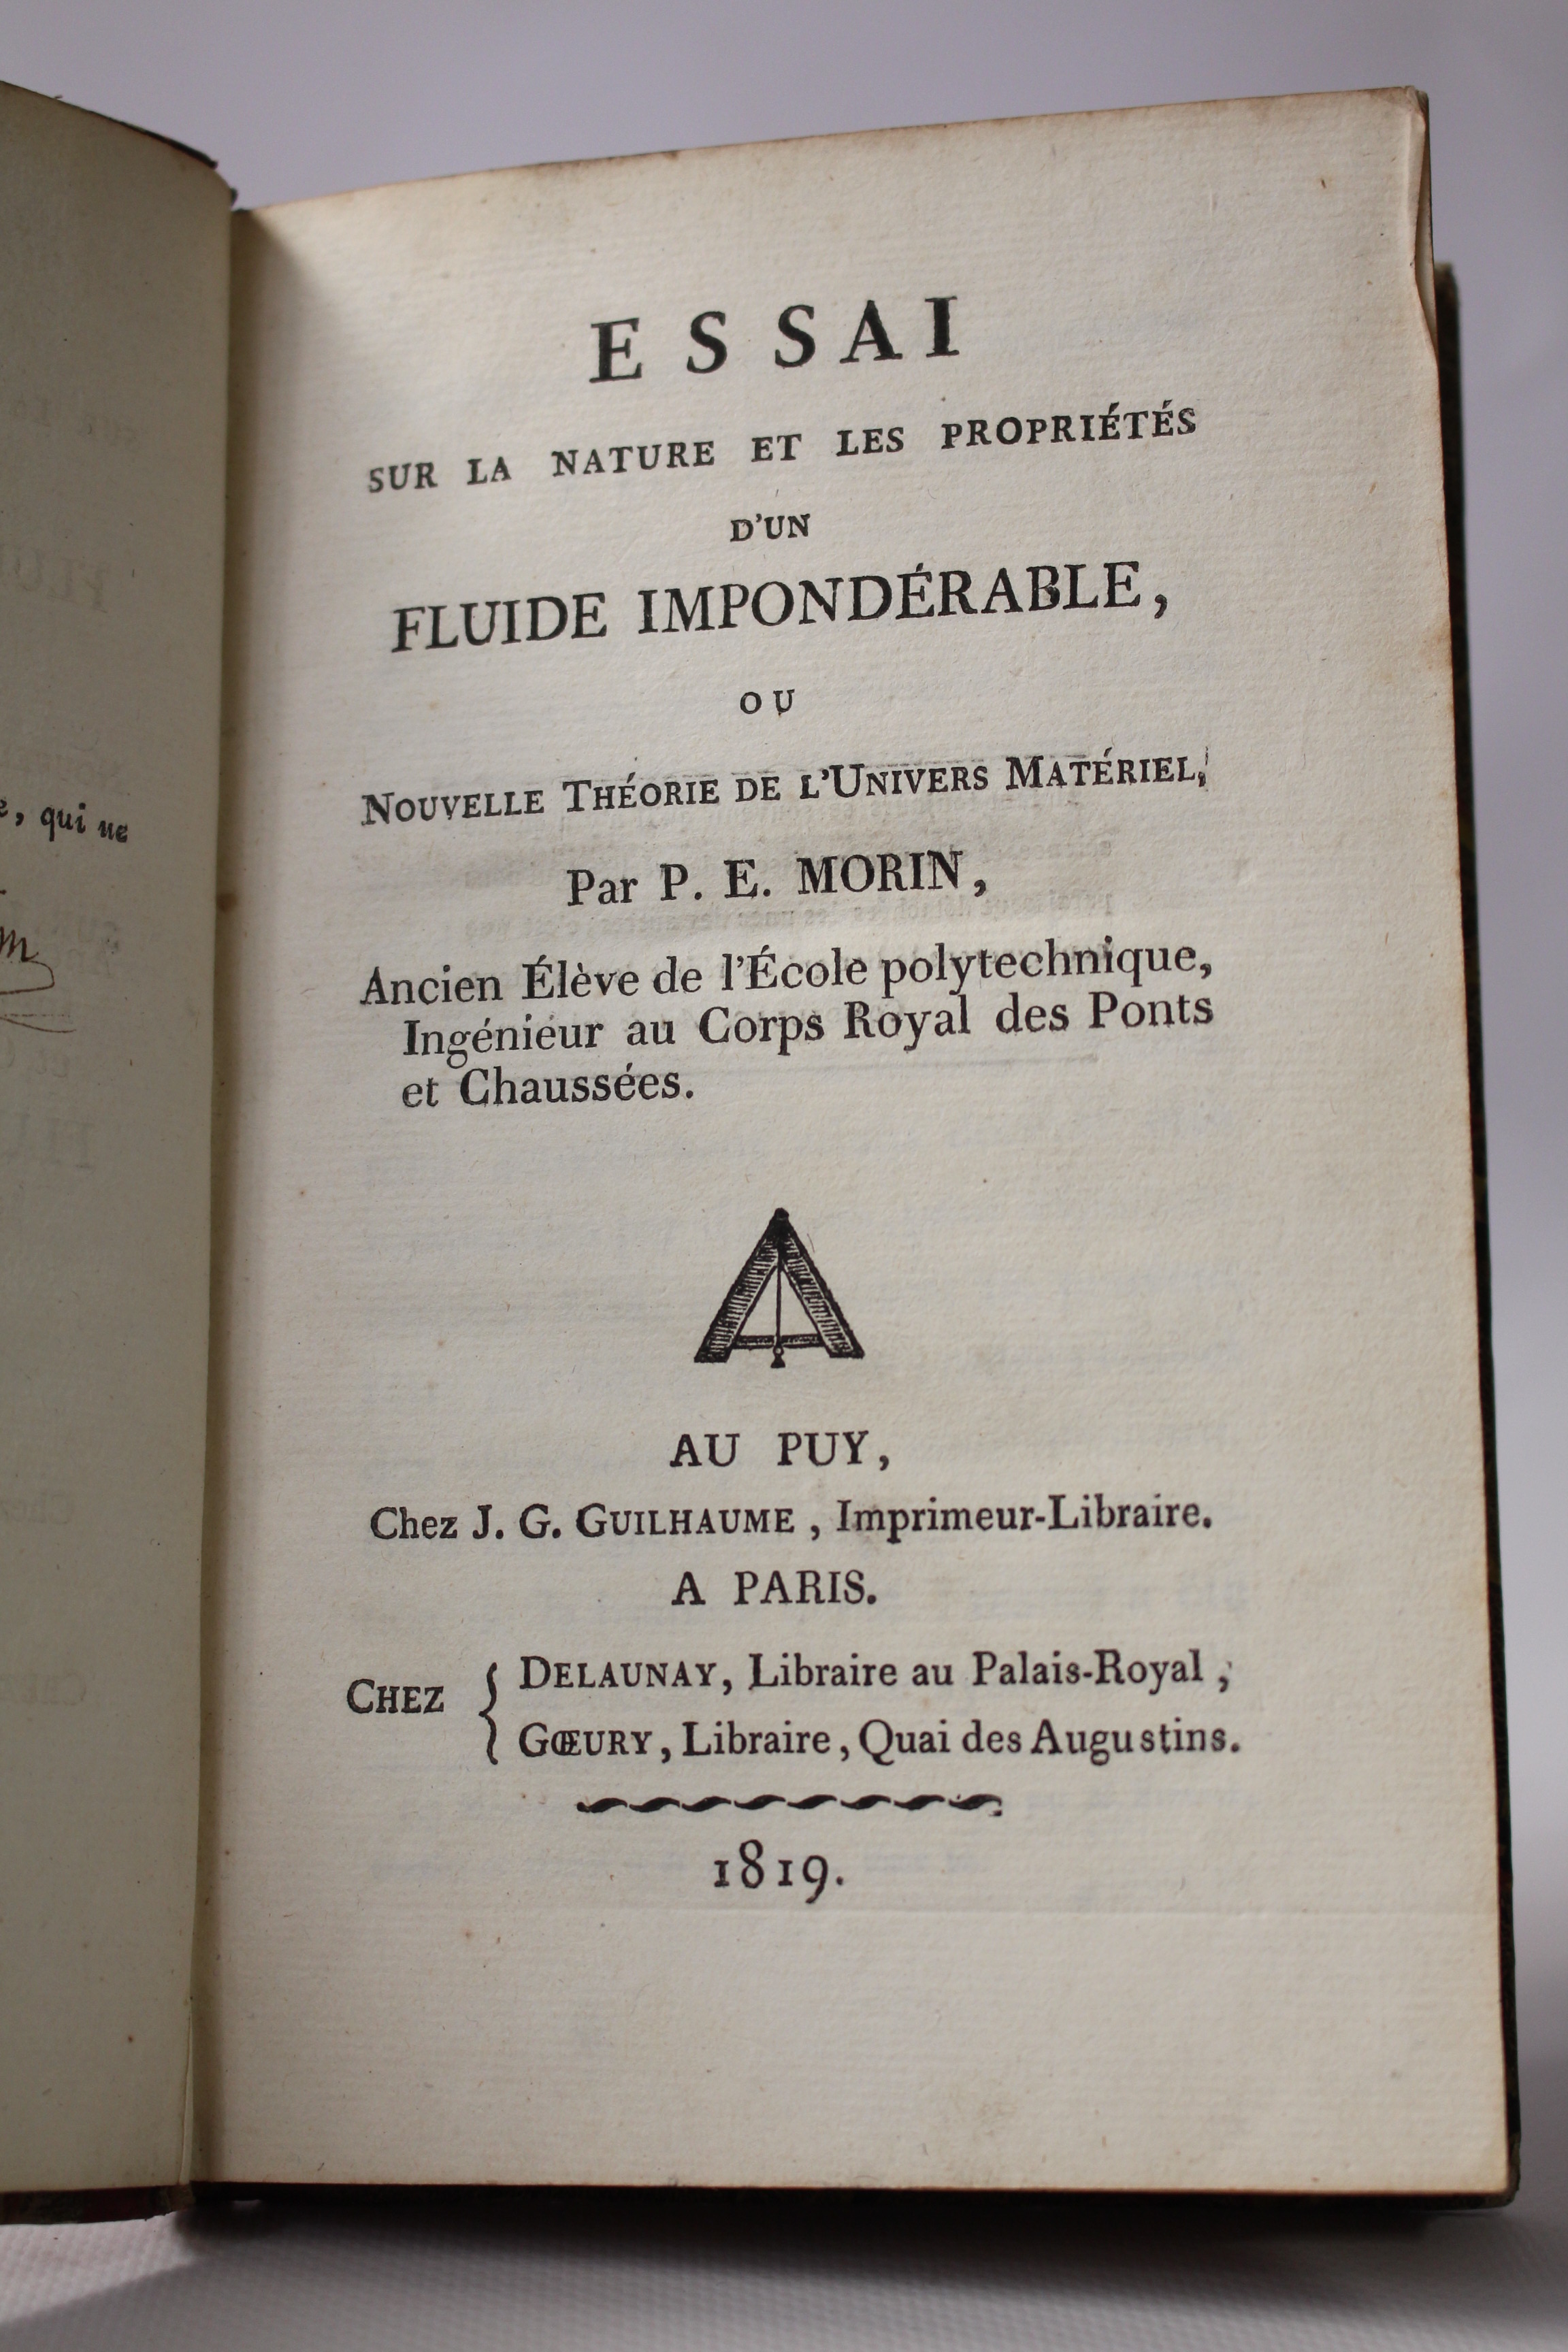 e, qui ne
ESSAI
SUR LA NATURE ET LES PROPRIÉTÉS
D'UN
FLUIDE IMPONDÉRABLE,
OU
NOUVELLE THÉORIE DE L'UNIVERS MATÉRIEL,
Par P. E. MORIN,
Ancien Élève de l'École polytechnique,
Ingénieur au Corps Royal des Ponts
et Chaussées.
AU PUY,
Chez J. G. GUILHAUME, Imprimeur-Libraire.
A PARIS.
CHEZ
DELAUNAY, Libraire au Palais-Royal,
GŒURY, Libraire, Quai des Augustins.
1819.